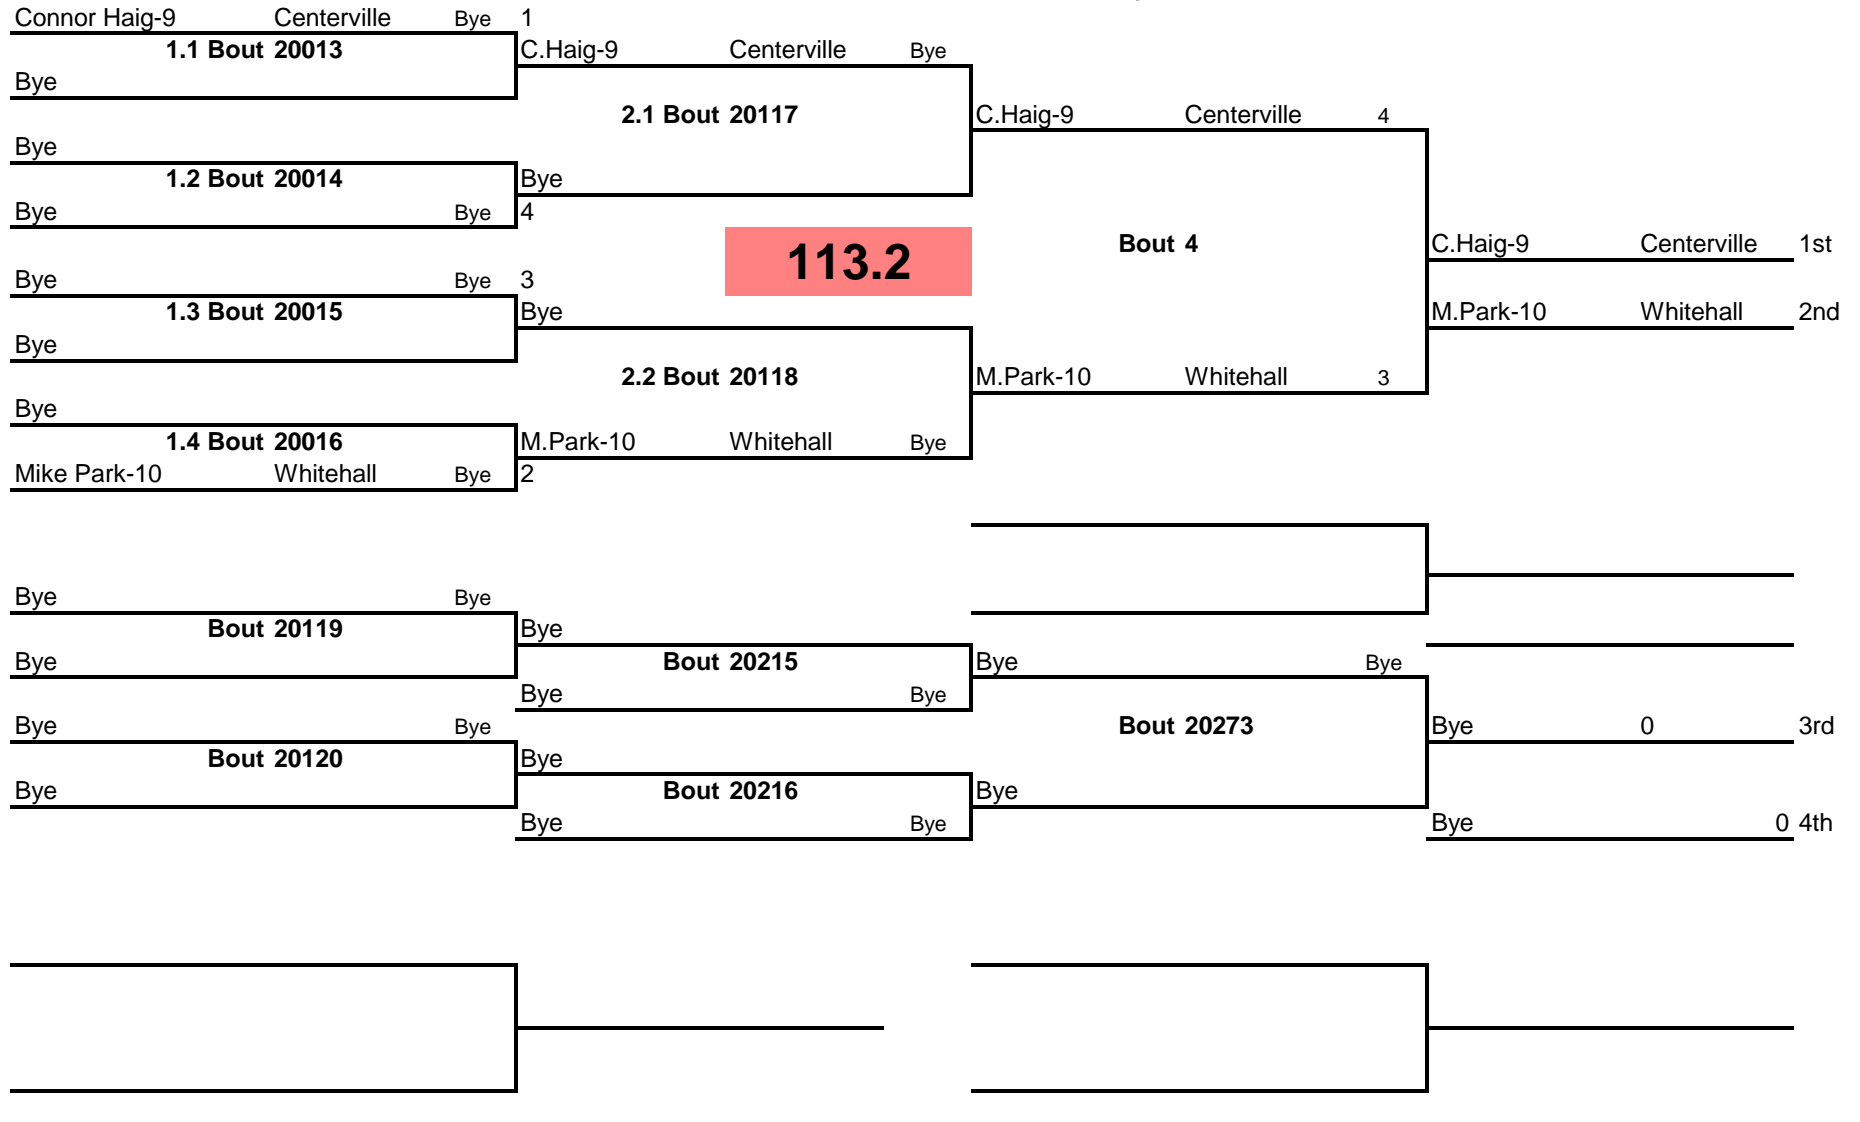 Connor Haig-9 Centerville Bye 1
1.1 Bout 20013 C.Haig-9 Centerville Bye
Bye
2.1 Bout 20117 C.Haig-9 Centerville 4
Bye
1.2 Bout 20014 Bye
Bye Bye 4
113.2 Bout 4 C.Haig-9 Centerville 1st
Bye Bye 3
1.3 Bout 20015 Bye M.Park-10 Whitehall 2nd
Bye
2.2 Bout 20118 M.Park-10 Whitehall 3
Bye
1.4 Bout 20016 M.Park-10 Whitehall Bye
Mike Park-10 Whitehall Bye 2
Bye Bye
Bout 20119 Bye
Bye Bout 20215 Bye Bye
Bye Bye
Bye Bye Bout 20273 Bye 0 3rd
Bout 20120 Bye
Bye Bout 20216 Bye
Bye Bye Bye 0 4th